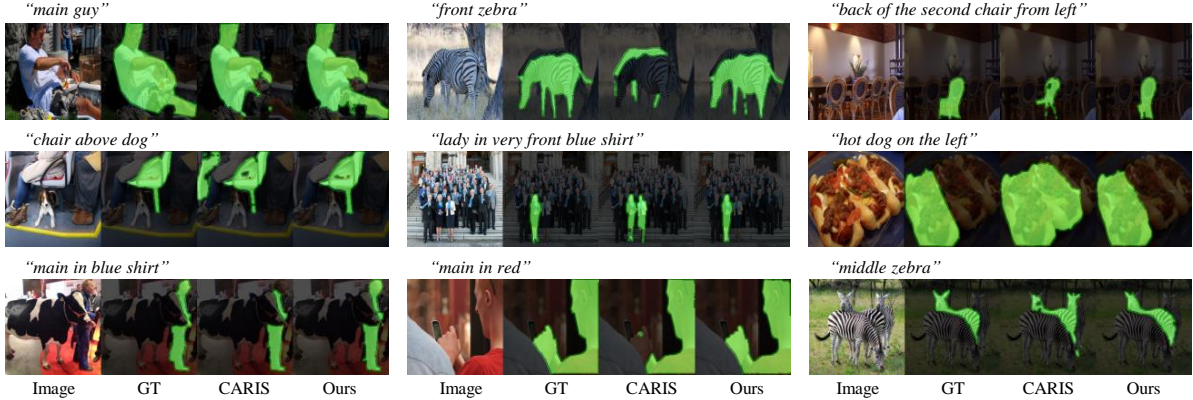 “main guy”
“front zebra”
“back of the second chair from left”
“chair above dog”
“lady in very front blue shirt”
“hot dog on the left”
“main in blue shirt”
“main in red”
“middle zebra”
Image GT CARIS Ours Image GT CARIS Ours Image GT CARIS Ours